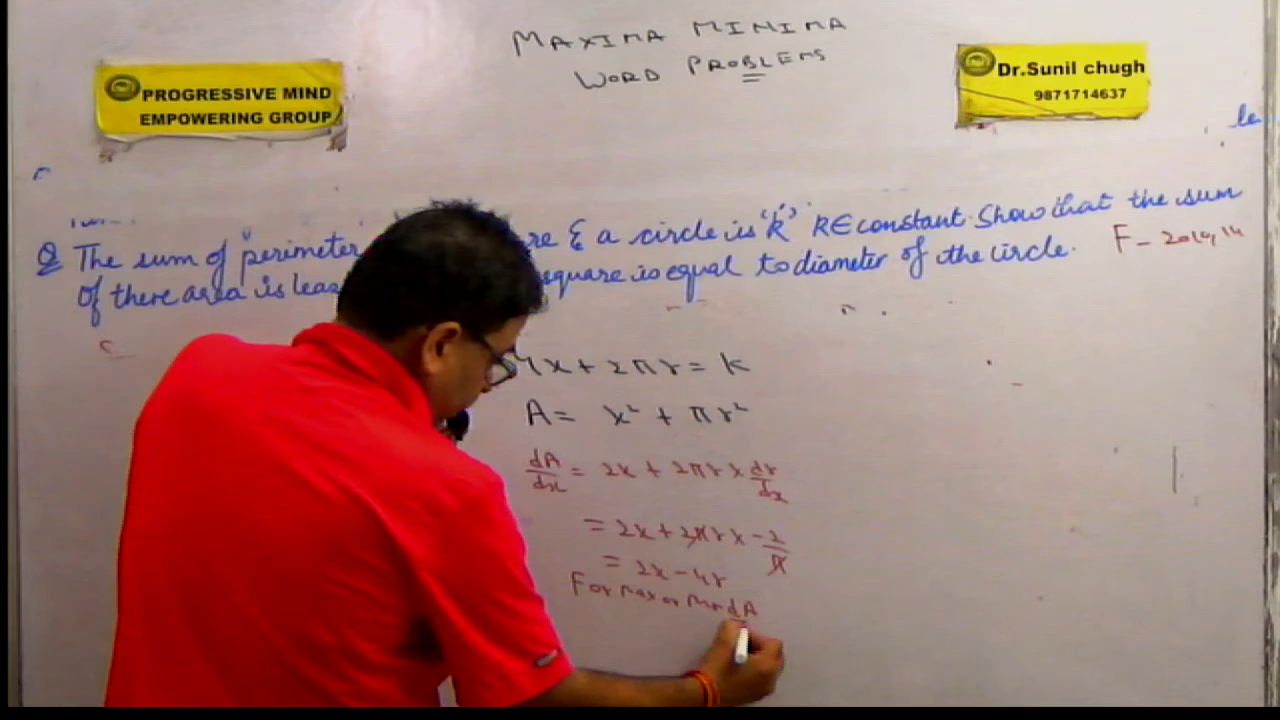 MAXIMA MINIMA
WORD PROBLEMS
PROGRESSIVE MIND
EMPOWERING GROUP
Dr.Sunil chugh
9871714637
le
Q The sum of perimeter re & a circle is 'k' k∈constant. Show that the sum
of there area is leas square is equal to diameter of the circle.
F - 2010, 14
4x + 2πr = k
A = x² + πr²
dA/dx = 2x + 2πr x dr/dx
= 2x + 2πr x -2/π
= 2x - 4r
For max or Min dA